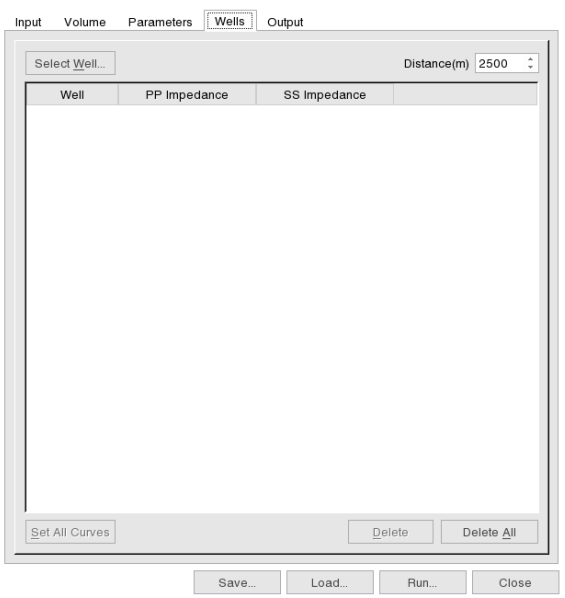 Input Volume Parameters Wells Output
Select Well... Distance(m) 2500
Well PP Impedance SS Impedance
Set All Curves Delete Delete All
Save... Load... Run... Close